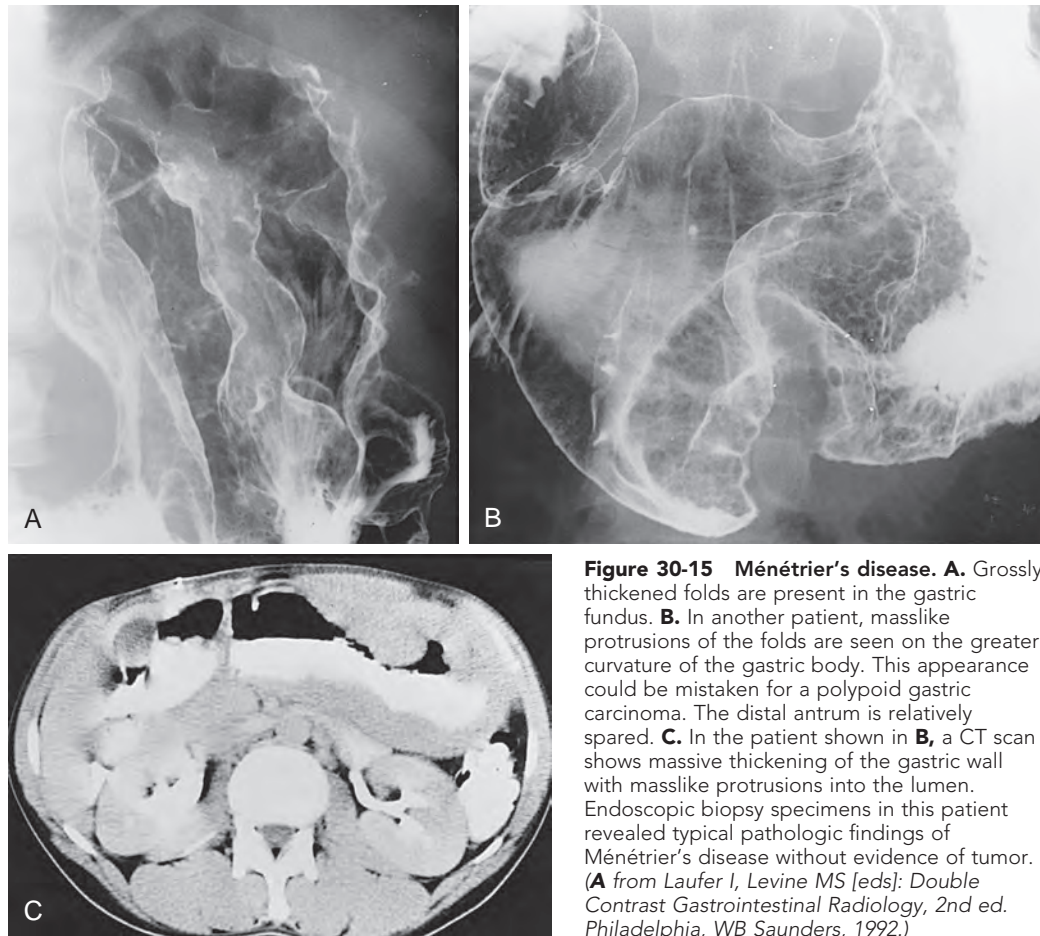 A
B
C
Figure 30-15 Ménétrier's disease. A. Grossly
thickened folds are present in the gastric
fundus. B. In another patient, masslike
protrusions of the folds are seen on the greater
curvature of the gastric body. This appearance
could be mistaken for a polypoid gastric
carcinoma. The distal antrum is relatively
spared. C. In the patient shown in B, a CT scan
shows massive thickening of the gastric wall
with masslike protrusions into the lumen.
Endoscopic biopsy specimens in this patient
revealed typical pathologic findings of
Ménétrier's disease without evidence of tumor.
(A from Laufer I, Levine MS [eds]: Double
Contrast Gastrointestinal Radiology, 2nd ed.
Philadelphia, WB Saunders, 1992.)